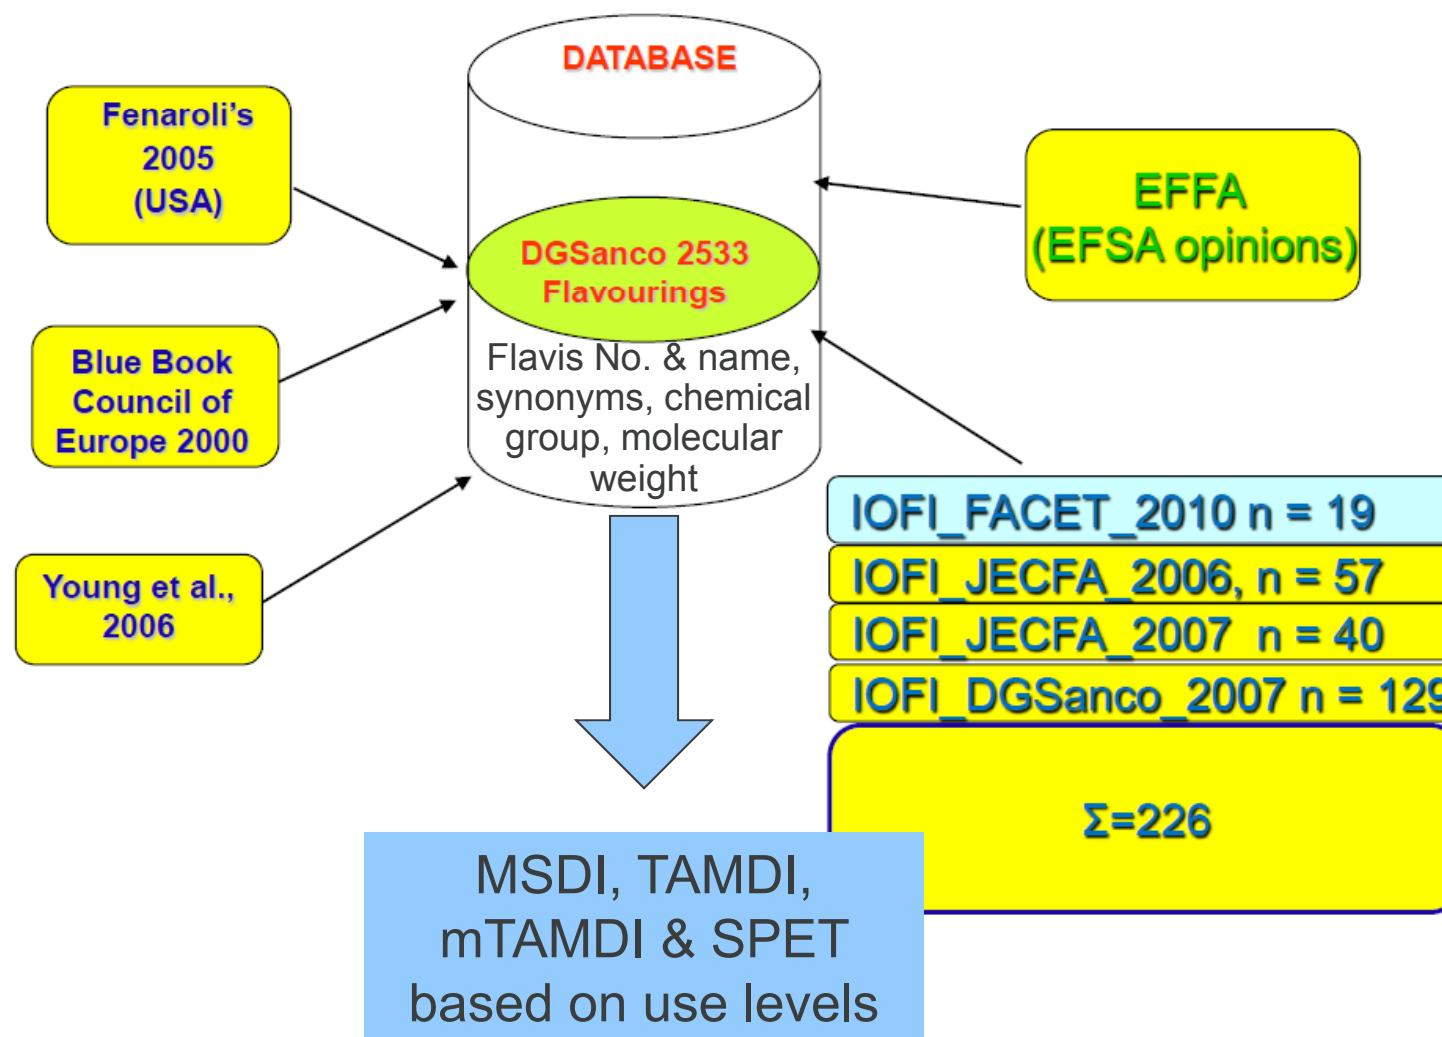 DATABASE
Fenaroli's
2005
(USA)
EFFA
(EFSA opinions)
DGSanco 2533
Flavourings
Blue Book
Council of
Europe 2000
Flavis No. & name,
synonyms, chemical
group, molecular
weight
Young et al.,
2006
IOFI_FACET_2010 n = 19
IOFI_JECFA_2006, n = 57
IOFI_JECFA_2007 n = 40
IOFI_DGSanco_2007 n = 129
Σ=226
MSDI, TAMDI,
mTAMDI & SPET
based on use levels